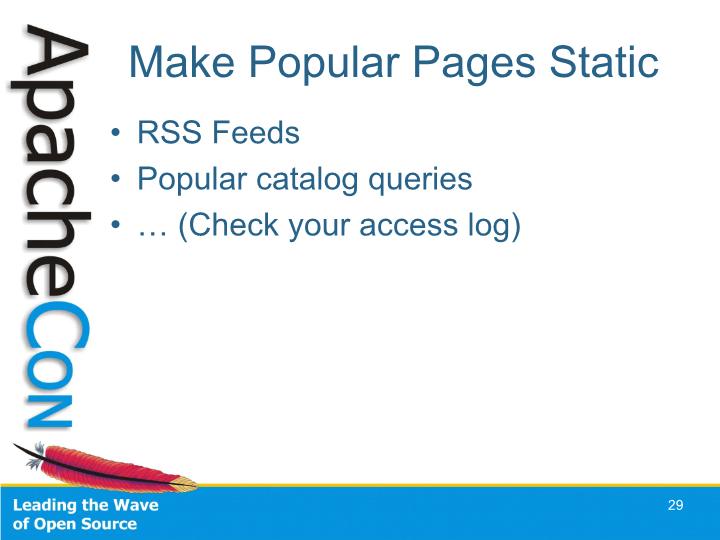 ApacheCon
Make Popular Pages Static
• RSS Feeds
• Popular catalog queries
• … (Check your access log)
Leading the Wave
of Open Source
29